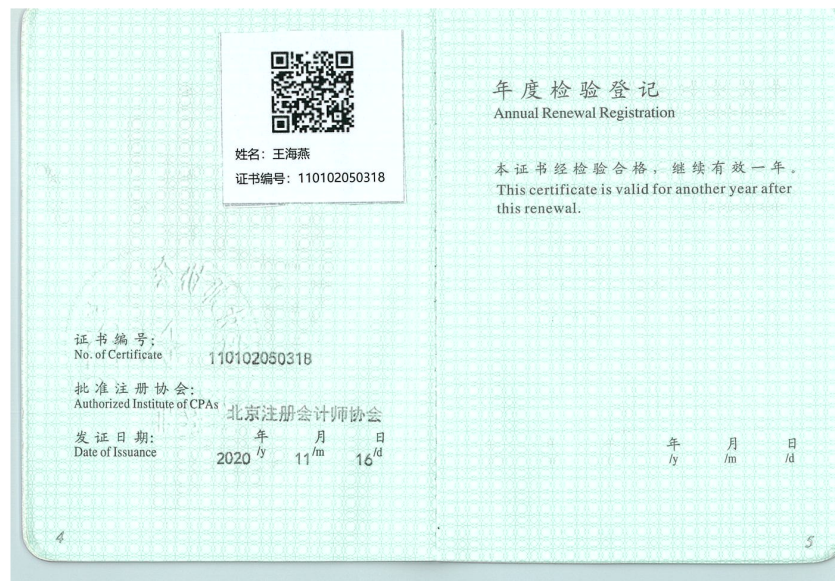 姓名：王海燕
证书编号：110102050318
证书编号:
No. of Certificate
110102050318
批准注册协会:
Authorized Institute of CPAs
北京注册会计师协会
发证日期:
Date of Issuance
年 月 日
2020 /y 11 /m 16 /d
4
年度检验登记
Annual Renewal Registration
本证书经检验合格，继续有效一年。
This certificate is valid for another year after
this renewal.
年 月 日
/y /m /d
5